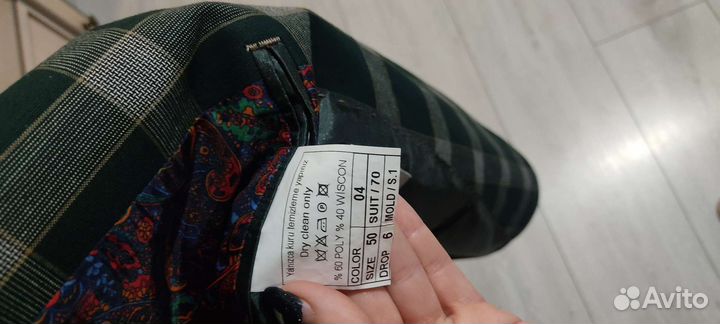 Yanızca kuru temizleme yapınız
Dry clean only
% 60 POLY % 40 WISCON
COLOR 04 SUIT / 70
SIZE 50 MOLD / S.1
DROP 6
Avito